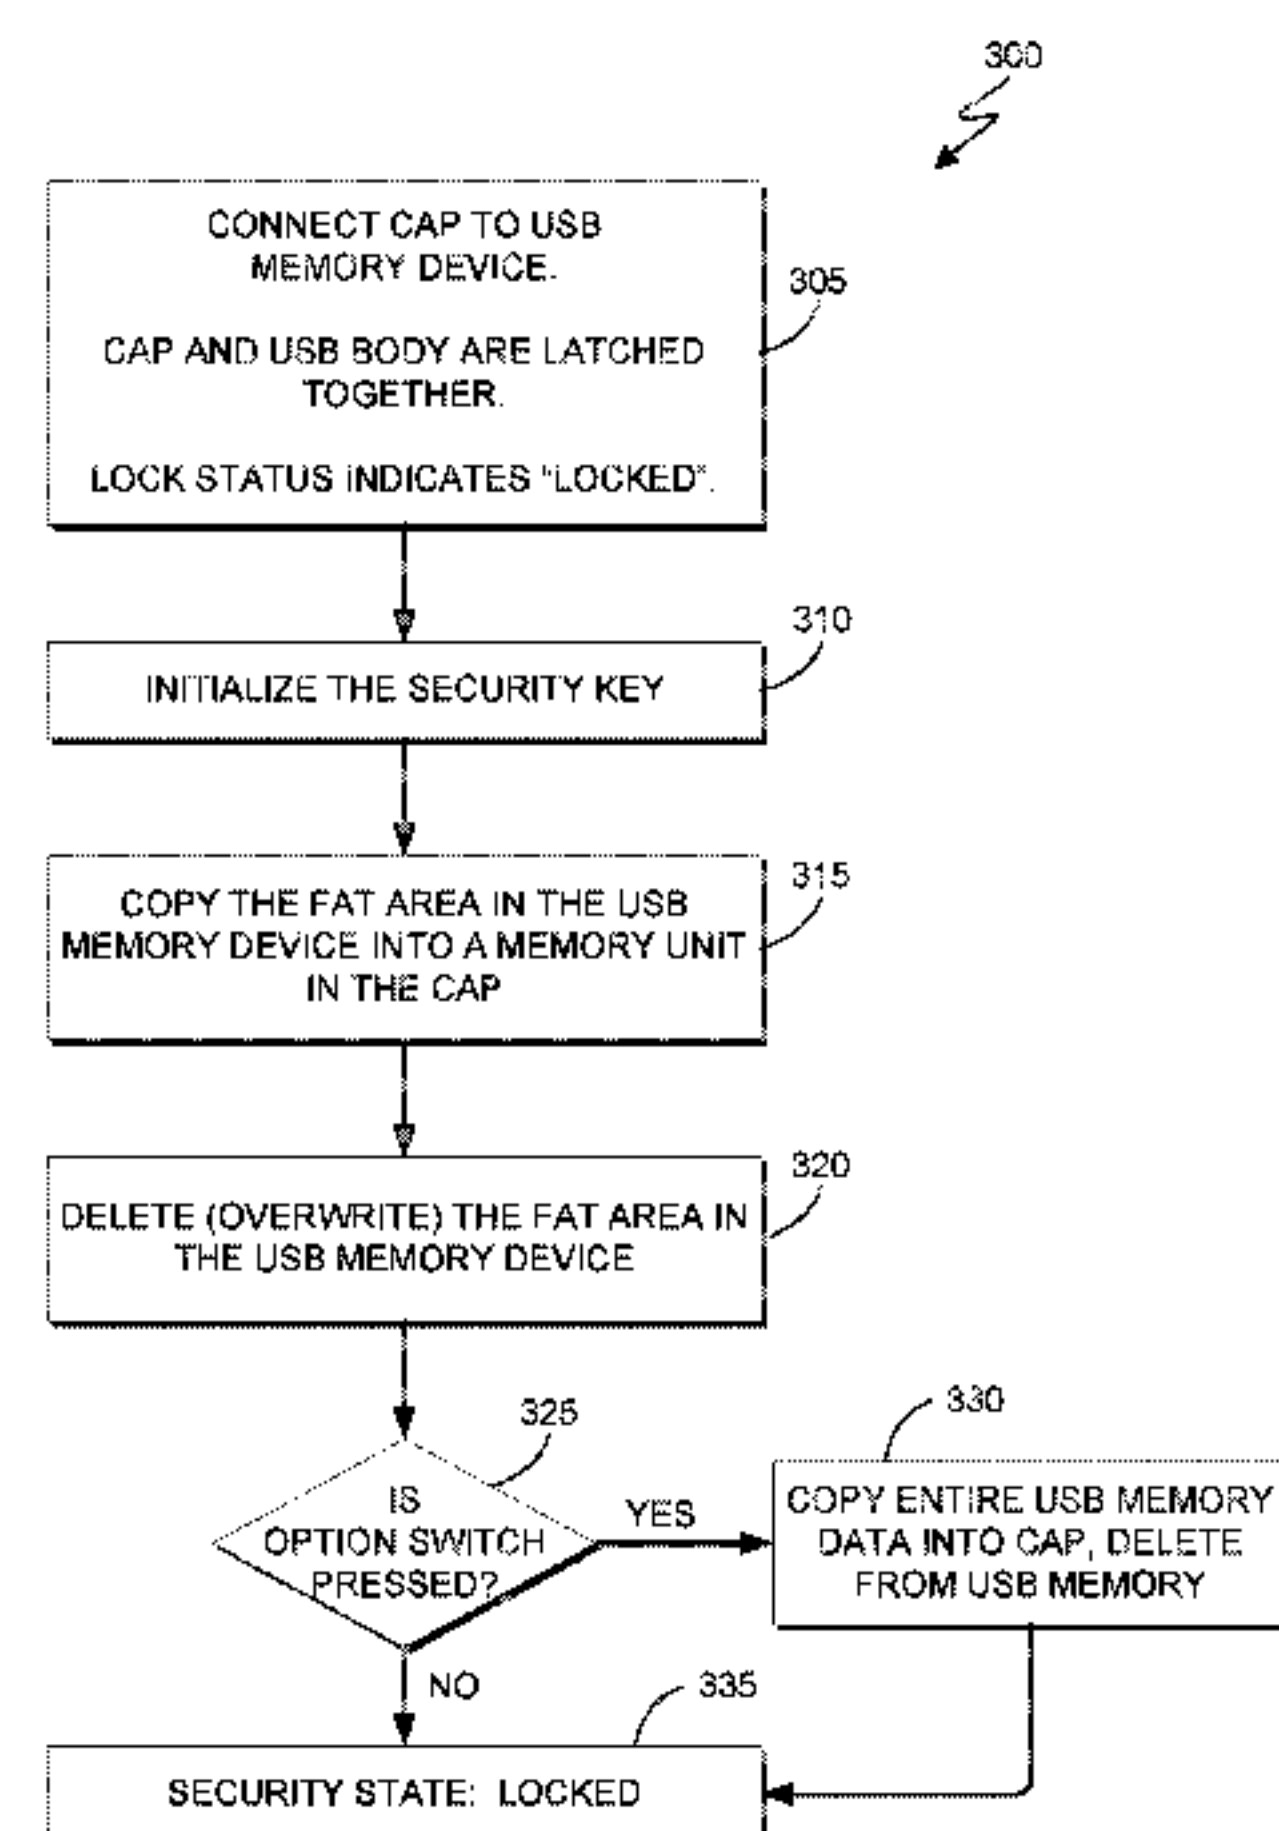 300
CONNECT CAP TO USB
MEMORY DEVICE.
CAP AND USB BODY ARE LATCHED
TOGETHER.
LOCK STATUS INDICATES "LOCKED".
305
INITIALIZE THE SECURITY KEY
310
COPY THE FAT AREA IN THE USB
MEMORY DEVICE INTO A MEMORY UNIT
IN THE CAP
315
DELETE (OVERWRITE) THE FAT AREA IN
THE USB MEMORY DEVICE
320
IS
OPTION SWITCH
PRESSED?
325
YES
COPY ENTIRE USB MEMORY
DATA INTO CAP, DELETE
FROM USB MEMORY
330
NO
335
SECURITY STATE: LOCKED